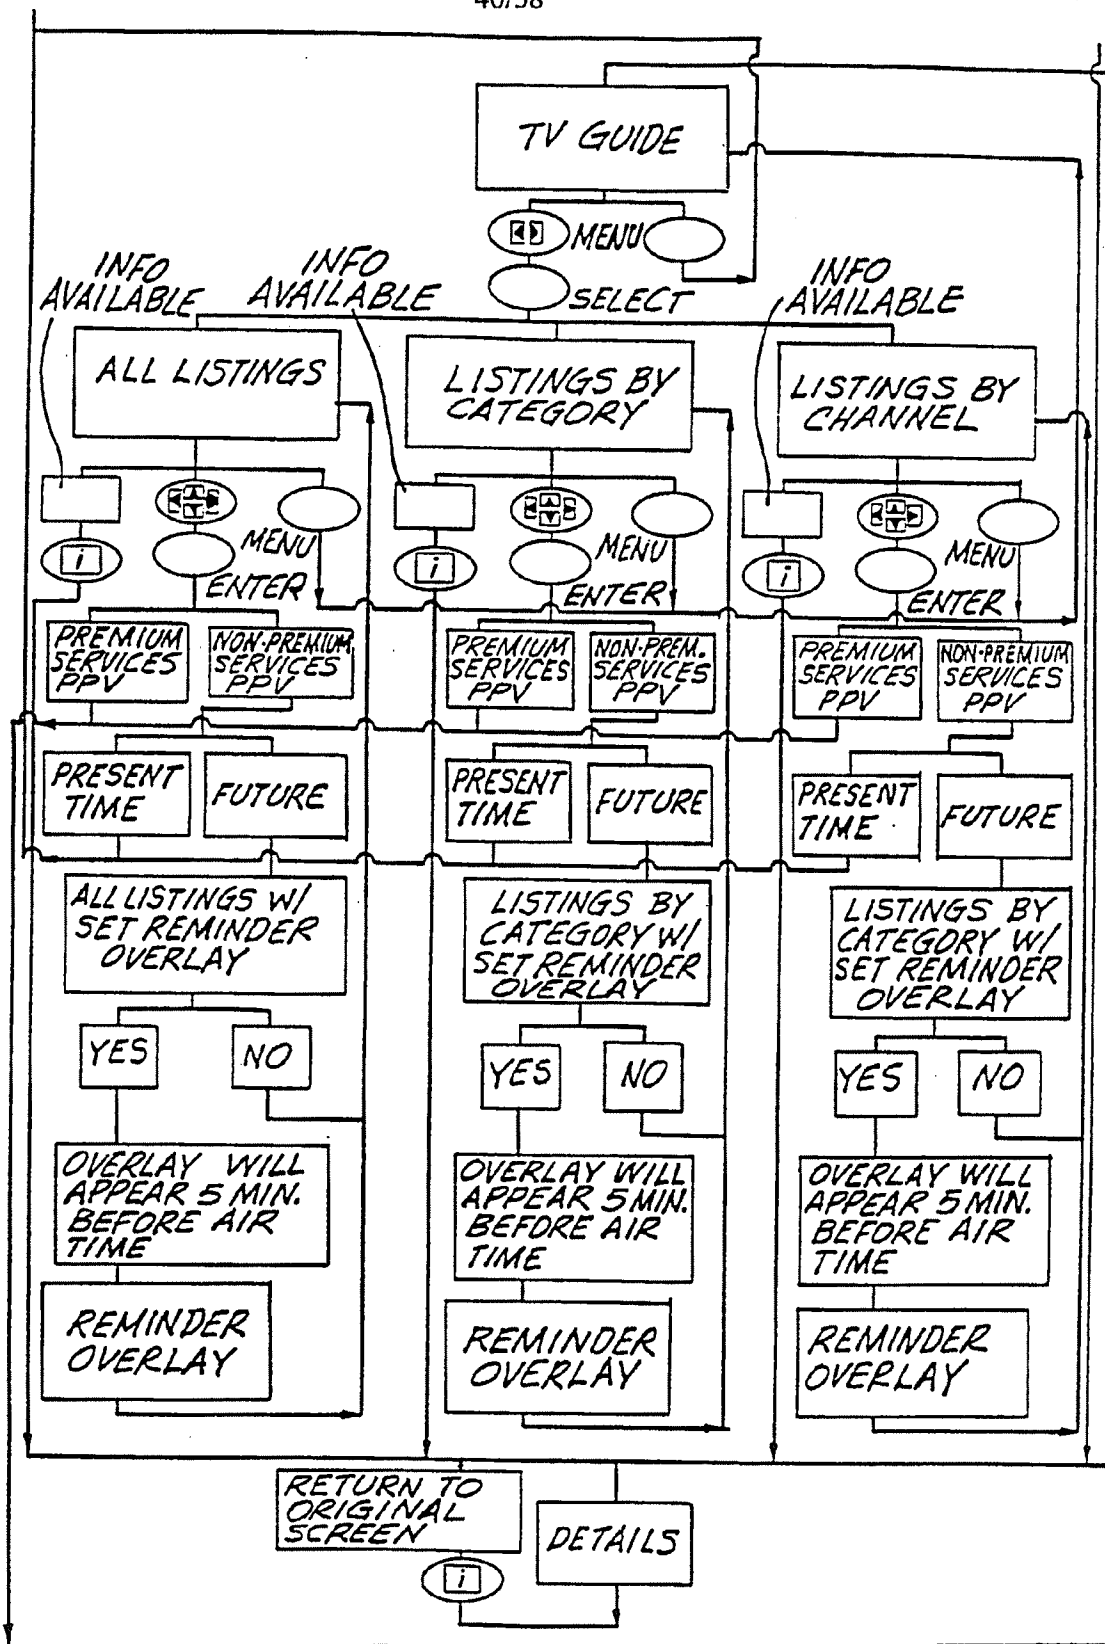 40/58
TV GUIDE
MENU
SELECT
INFO
AVAILABLE
INFO
AVAILABLE
INFO
AVAILABLE
ALL LISTINGS
LISTINGS BY
CATEGORY
LISTINGS BY
CHANNEL
i
MENU
ENTER
i
MENU
ENTER
i
MENU
ENTER
PREMIUM
SERVICES
PPV
NON-PREMIUM
SERVICES
PPV
PREMIUM
SERVICES
PPV
NON-PREM.
SERVICES
PPV
PREMIUM
SERVICES
PPV
NON-PREMIUM
SERVICES
PPV
PRESENT
TIME
FUTURE
PRESENT
TIME
FUTURE
PRESENT
TIME
FUTURE
ALL LISTINGS W/
SET REMINDER
OVERLAY
LISTINGS BY
CATEGORY W/
SET REMINDER
OVERLAY
LISTINGS BY
CATEGORY W/
SET REMINDER
OVERLAY
YES
NO
YES
NO
YES
NO
OVERLAY WILL
APPEAR 5 MIN.
BEFORE AIR
TIME
OVERLAY WILL
APPEAR 5 MIN.
BEFORE AIR
TIME
OVERLAY WILL
APPEAR 5 MIN.
BEFORE AIR
TIME
REMINDER
OVERLAY
REMINDER
OVERLAY
REMINDER
OVERLAY
RETURN TO
ORIGINAL
SCREEN
DETAILS
i